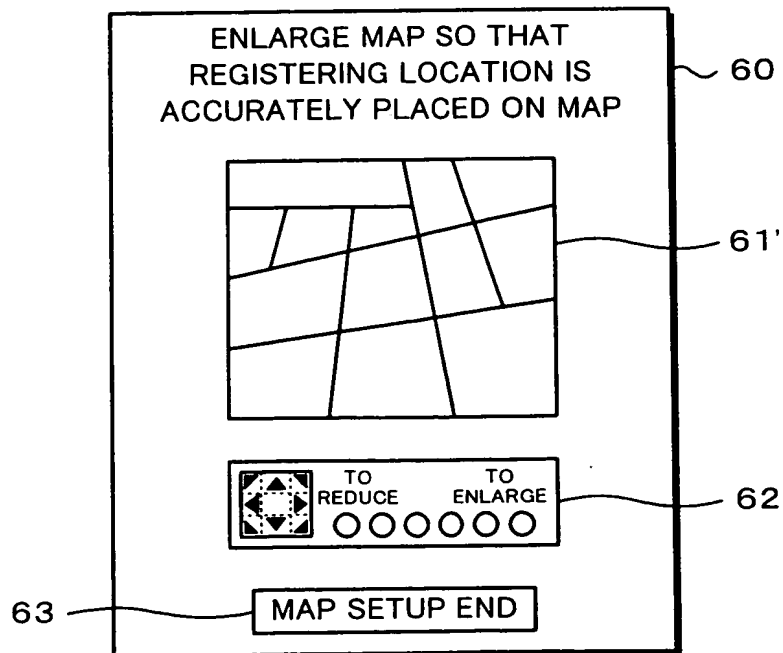 ENLARGE MAP SO THAT
REGISTERING LOCATION IS
ACCURATELY PLACED ON MAP
60
61'
TO REDUCE
TO ENLARGE
62
63
MAP SETUP END